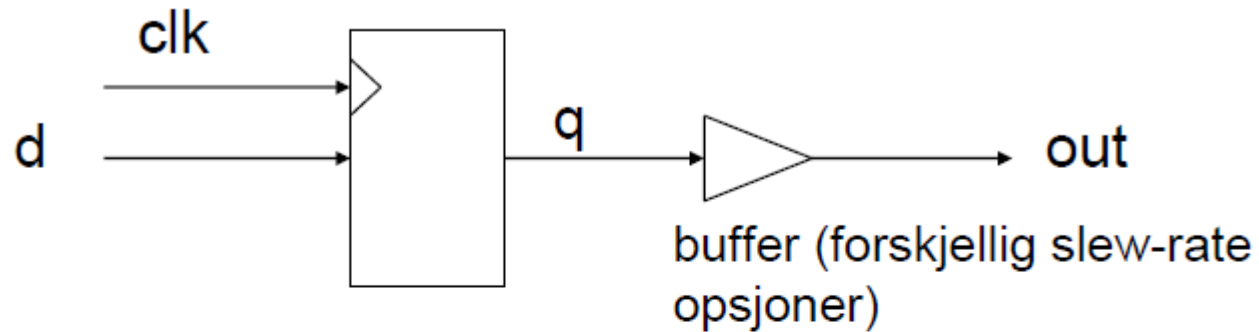 clk
d
q
out
buffer (forskjellig slew-rate
opsjoner)